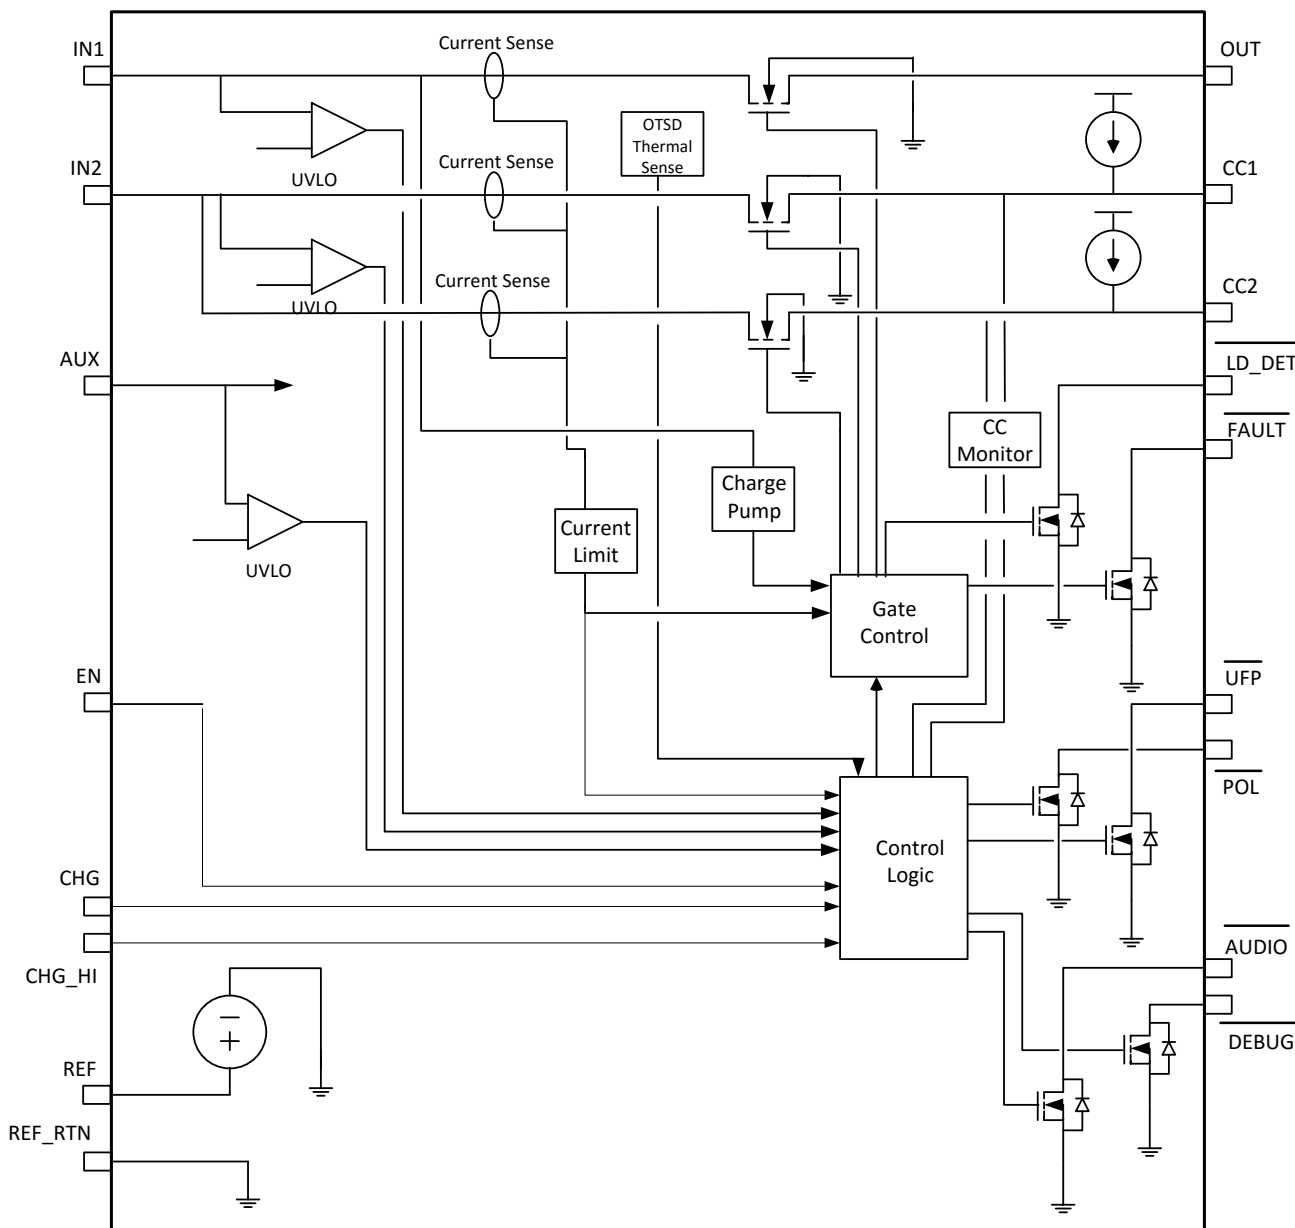 IN1
Current Sense
OUT
OTSD
Thermal
Sense
UVLO
IN2
Current Sense
CC1
UVLO
Current Sense
CC2
AUX
LD_DET
FAULT
CC
Monitor
Charge
Pump
Current
Limit
UVLO
Gate
Control
EN
UFP
POL
Control
Logic
CHG
CHG_HI
AUDIO
DEBUG
REF
REF_RTN